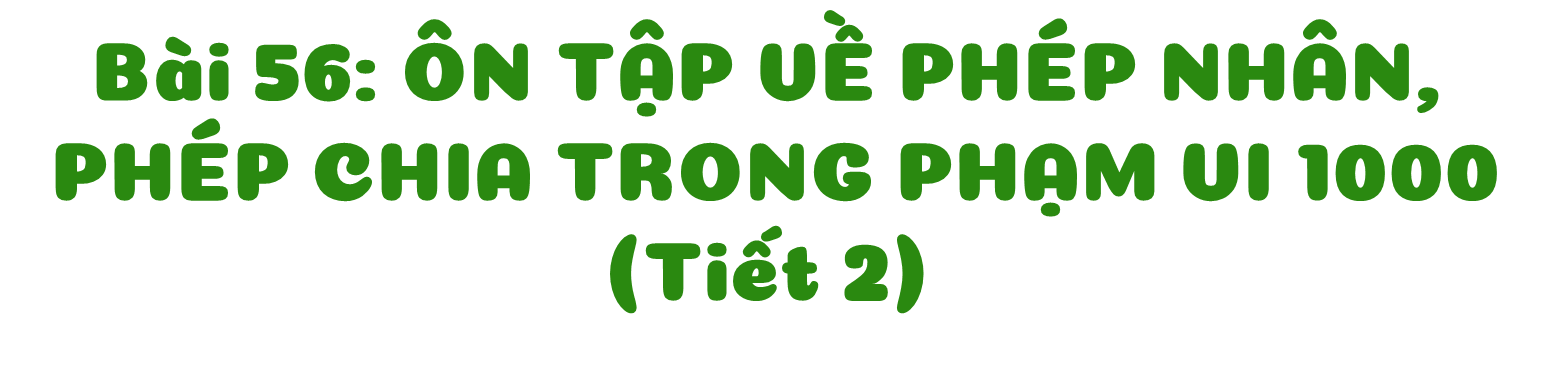 Bài 56: ÔN TẬP VỀ PHÉP NHÂN,
PHÉP CHIA TRONG PHẠM VI 1000
(Tiết 2)